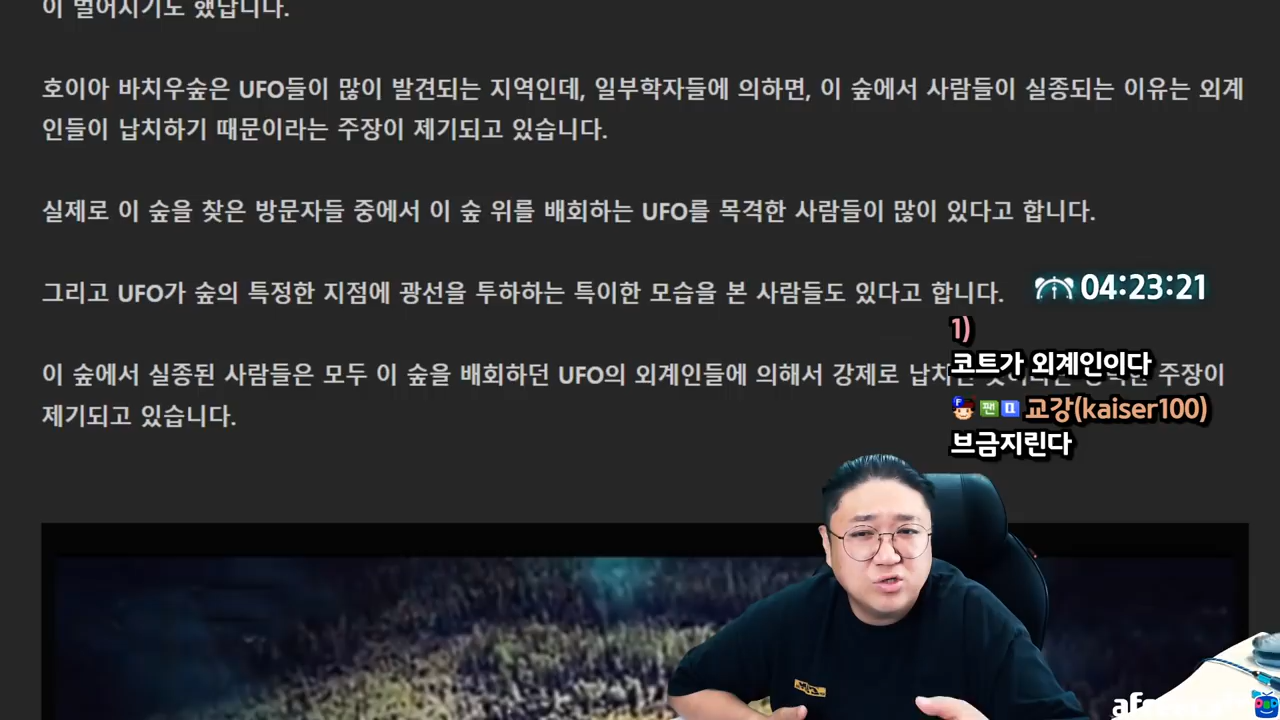 이 벌어지기도 했답니다.
호이아 바치우숲은 UFO들이 많이 발견되는 지역인데, 일부학자들에 의하면, 이 숲에서 사람들이 실종되는 이유는 외계
인들이 납치하기 때문이라는 주장이 제기되고 있습니다.
실제로 이 숲을 찾은 방문자들 중에서 이 숲 위를 배회하는 UFO를 목격한 사람들이 많이 있다고 합니다.
그리고 UFO가 숲의 특정한 지점에 광선을 투하하는 특이한 모습을 본 사람들도 있다고 합니다.
04:23:21
1)
코트가 외계인이다
이 숲에서 실종된 사람들은 모두 이 숲을 배회하던 UFO의 외계인들에 의해서 강제로 주장이
제기되고 있습니다.
F 팬 교강(kaiser100)
브금지린다